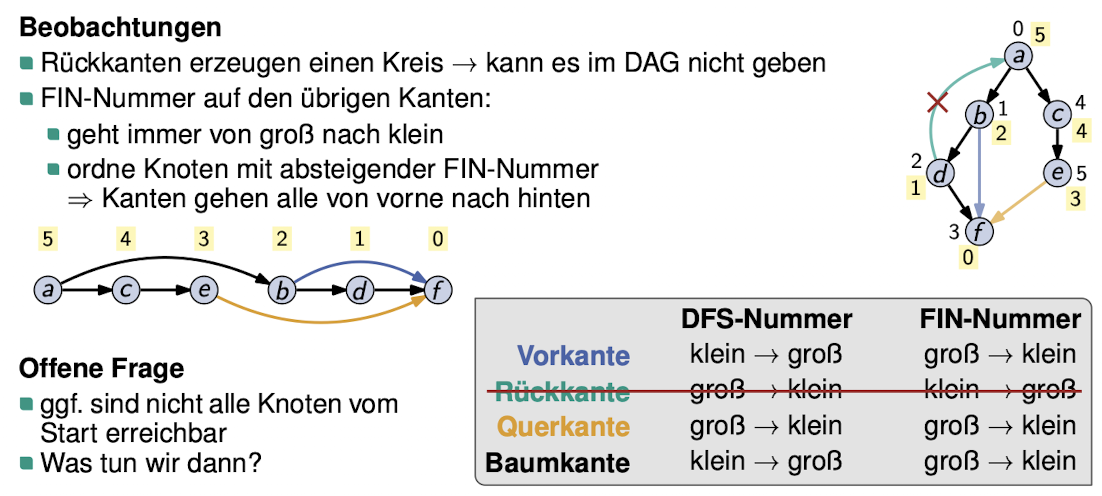 Beobachtungen
Rückkanten erzeugen einen Kreis → kann es im DAG nicht geben
FIN-Nummer auf den übrigen Kanten:
geht immer von groß nach klein
ordne Knoten mit absteigender FIN-Nummer
⇒ Kanten gehen alle von vorne nach hinten
5 4 3 2 1 0
a c e b d f
0 5
a
b 1
2
c 4
4
2
d
1
e 5
3
3 f
0
Offene Frage
ggf. sind nicht alle Knoten vom
Start erreichbar
Was tun wir dann?
DFS-Nummer FIN-Nummer
Vorkante klein → groß groß → klein
Rückkante groß → klein klein → groß
Querkante groß → klein groß → klein
Baumkante klein → groß groß → klein